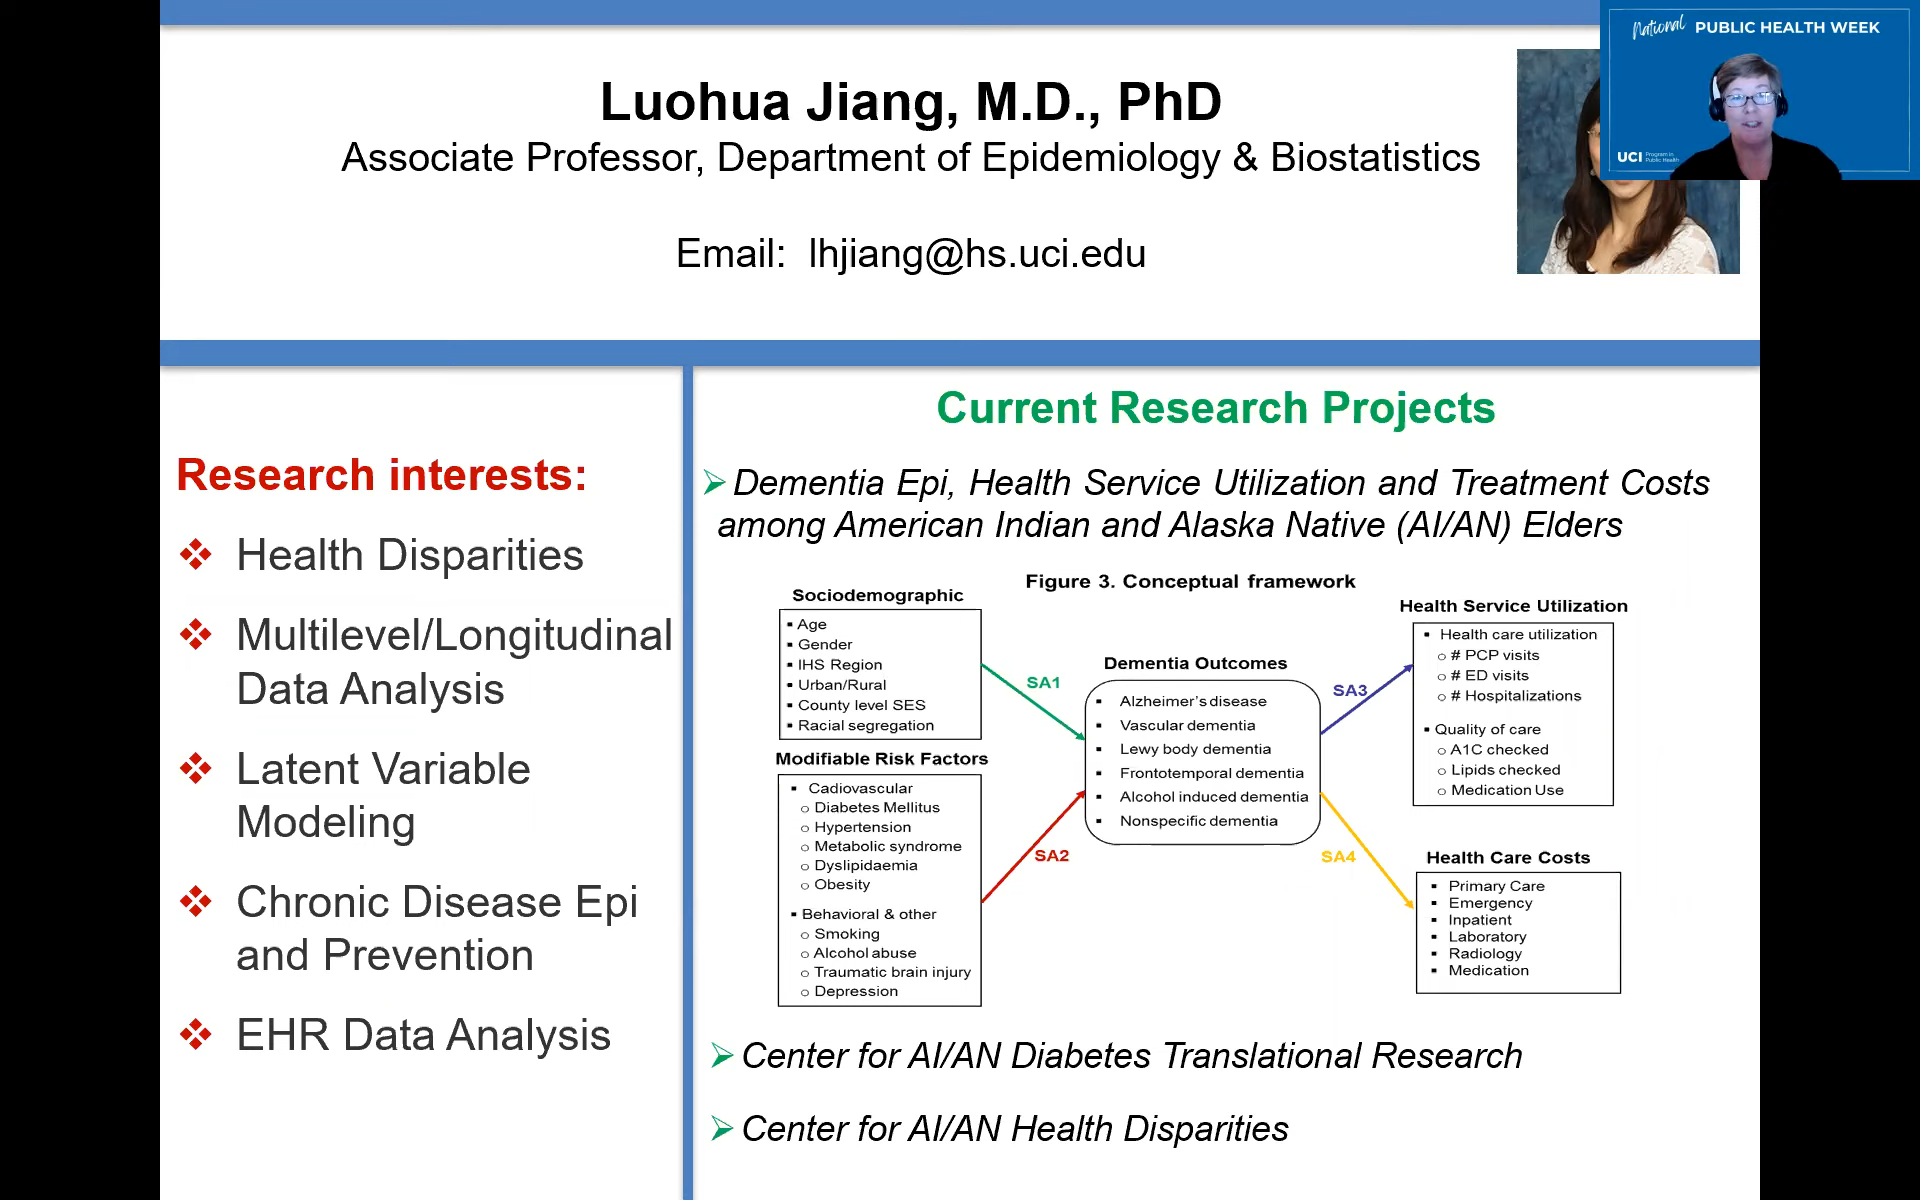 National PUBLIC HEALTH WEEK
UCI Program in
Public Health
Luohua Jiang, M.D., PhD
Associate Professor, Department of Epidemiology & Biostatistics
Email: lhjiang@hs.uci.edu
Research interests:
❖ Health Disparities
❖ Multilevel/Longitudinal
Data Analysis
❖ Latent Variable
Modeling
❖ Chronic Disease Epi
and Prevention
❖ EHR Data Analysis
Current Research Projects
➢ Dementia Epi, Health Service Utilization and Treatment Costs
among American Indian and Alaska Native (AI/AN) Elders
Figure 3. Conceptual framework
Sociodemographic
▪ Age
▪ Gender
▪ IHS Region
▪ Urban/Rural
▪ County level SES
▪ Racial segregation
Modifiable Risk Factors
▪ Cadiovascular
o Diabetes Mellitus
o Hypertension
o Metabolic syndrome
o Dyslipidaemia
o Obesity
▪ Behavioral & other
o Smoking
o Alcohol abuse
o Traumatic brain injury
o Depression
SA1
SA2
Dementia Outcomes
▪ Alzheimer's disease
▪ Vascular dementia
▪ Lewy body dementia
▪ Frontotemporal dementia
▪ Alcohol induced dementia
▪ Nonspecific dementia
SA3
SA4
Health Service Utilization
▪ Health care utilization
o # PCP visits
o # ED visits
o # Hospitalizations
▪ Quality of care
o A1C checked
o Lipids checked
o Medication Use
Health Care Costs
▪ Primary Care
▪ Emergency
▪ Inpatient
▪ Laboratory
▪ Radiology
▪ Medication
➢ Center for AI/AN Diabetes Translational Research
➢ Center for AI/AN Health Disparities